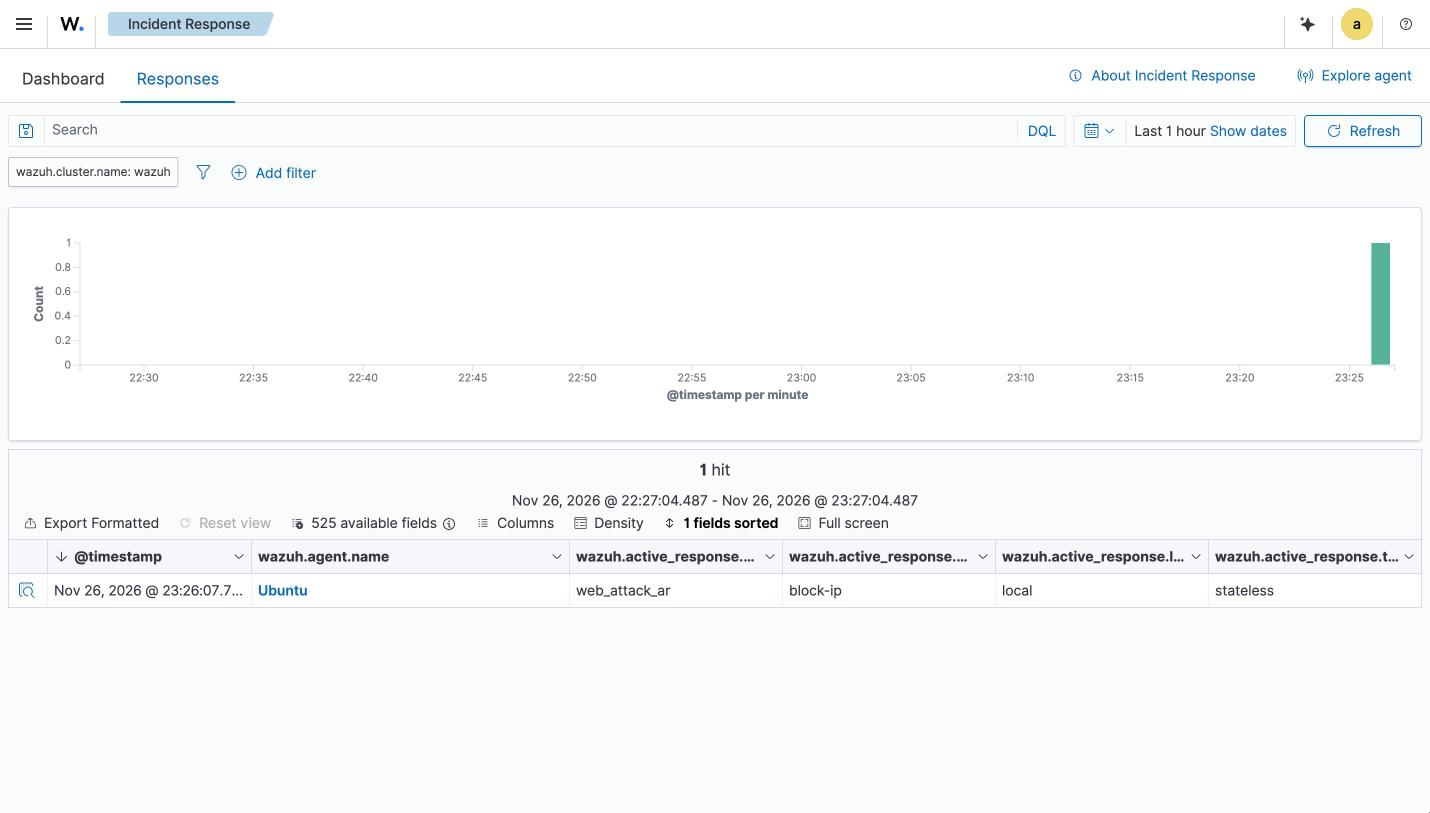 W. Incident Response a
Dashboard Responses About Incident Response Explore agent
Search DQL Last 1 hour Show dates Refresh
wazuh.cluster.name: wazuh Add filter
1
0.8
0.6
0.4
0.2
0
Count
22:30 22:35 22:40 22:45 22:50 22:55 23:00 23:05 23:10 23:15 23:20 23:25
@timestamp per minute
1 hit
Nov 26, 2026 @ 22:27:04.487 - Nov 26, 2026 @ 23:27:04.487
Export Formatted Reset view 525 available fields Columns Density 1 fields sorted Full screen
@timestamp wazuh.agent.name wazuh.active_response.... wazuh.active_response.... wazuh.active_response.l... wazuh.active_response.t...
Nov 26, 2026 @ 23:26:07.7... Ubuntu web_attack_ar block-ip local stateless